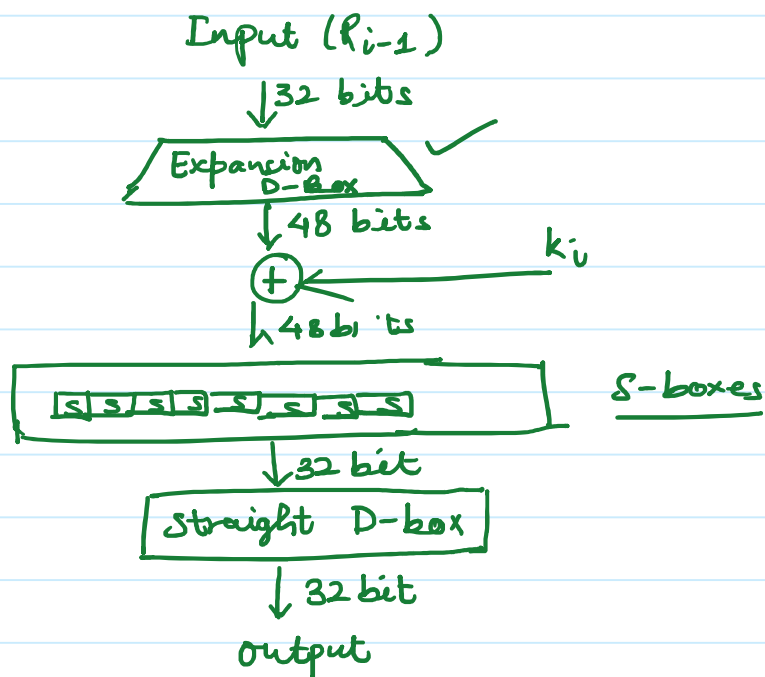 Input (Ri-1)
32 bits
Expansion
D-Box
48 bits
ki
+
48 bits
S S S S S S S S
S-boxes
32 bit
straight D-box
32 bit
output